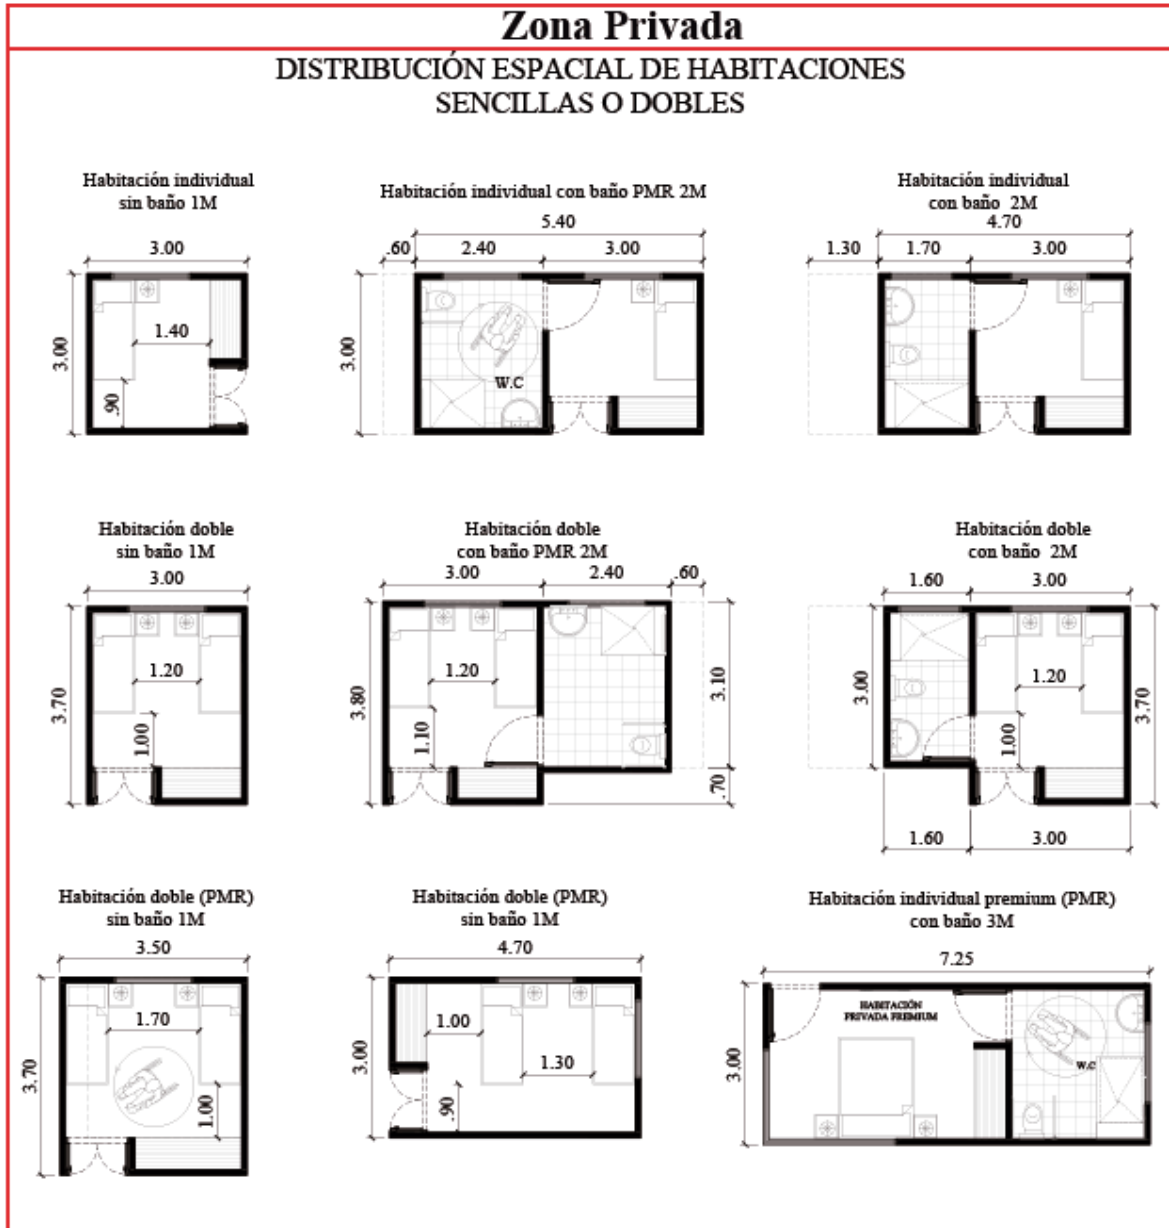 Zona Privada
DISTRIBUCIÓN ESPACIAL DE HABITACIONES
SENCILLAS O DOBLES
Habitación individual
sin baño 1M
3.00
3.00
1.40
.90
Habitación individual con baño PMR 2M
5.40
.60
2.40
3.00
3.00
W.C
Habitación individual
con baño 2M
4.70
1.30
1.70
3.00
Habitación doble
sin baño 1M
3.00
3.70
1.20
1.00
Habitación doble
con baño PMR 2M
3.00
2.40
.60
3.80
1.20
1.10
3.10
.70
Habitación doble
con baño 2M
1.60
3.00
3.00
1.20
1.00
3.70
1.60
3.00
Habitación doble (PMR)
sin baño 1M
3.50
3.70
1.70
1.00
Habitación doble (PMR)
sin baño 1M
4.70
3.00
1.00
1.30
.90
Habitación individual premium (PMR)
con baño 3M
7.25
3.00
HABITACIÓN
PRIVADA PREMIUM
W.C